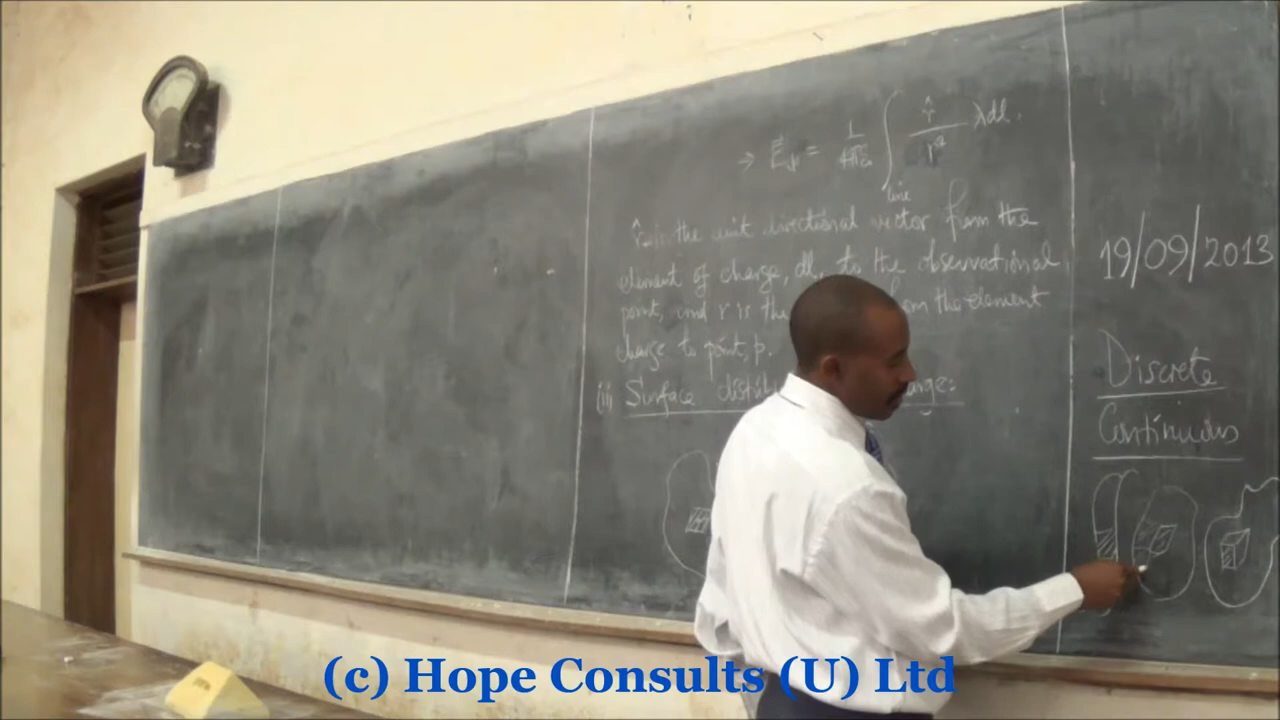 → E⃗p = 1/4πε₀ ∫line r̂/r² λdl.
r̂ is the unit directional vector from the
element of charge, dl, to the observational
point, and r is the from the element
charge to point, p.
(ii) Surface
19/09/2013
Discrete
Continuous
(c) Hope Consults (U) Ltd